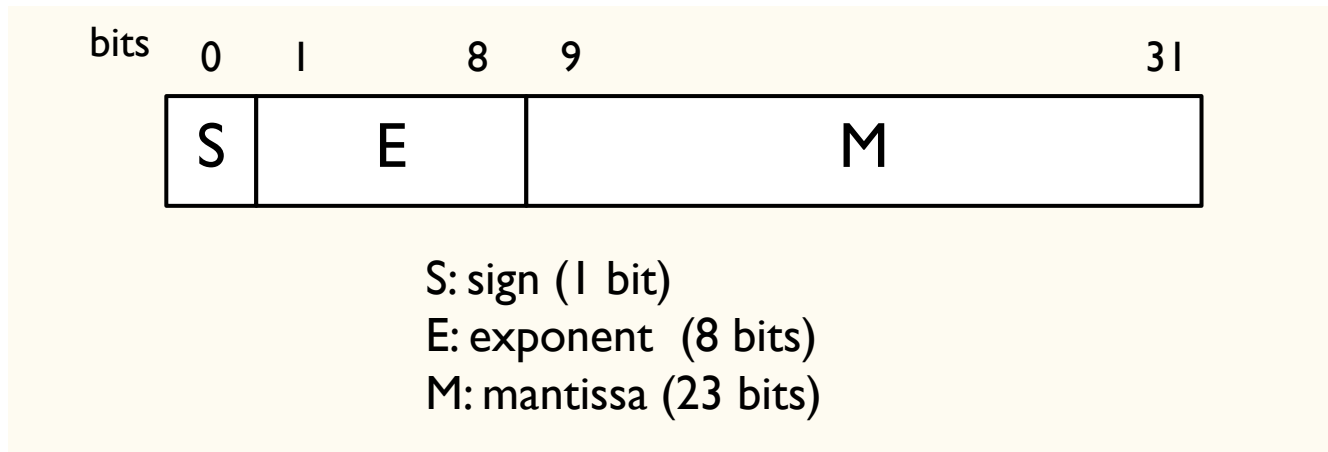 bits 0 1 8 9 31
S E M
S: sign (1 bit)
E: exponent (8 bits)
M: mantissa (23 bits)